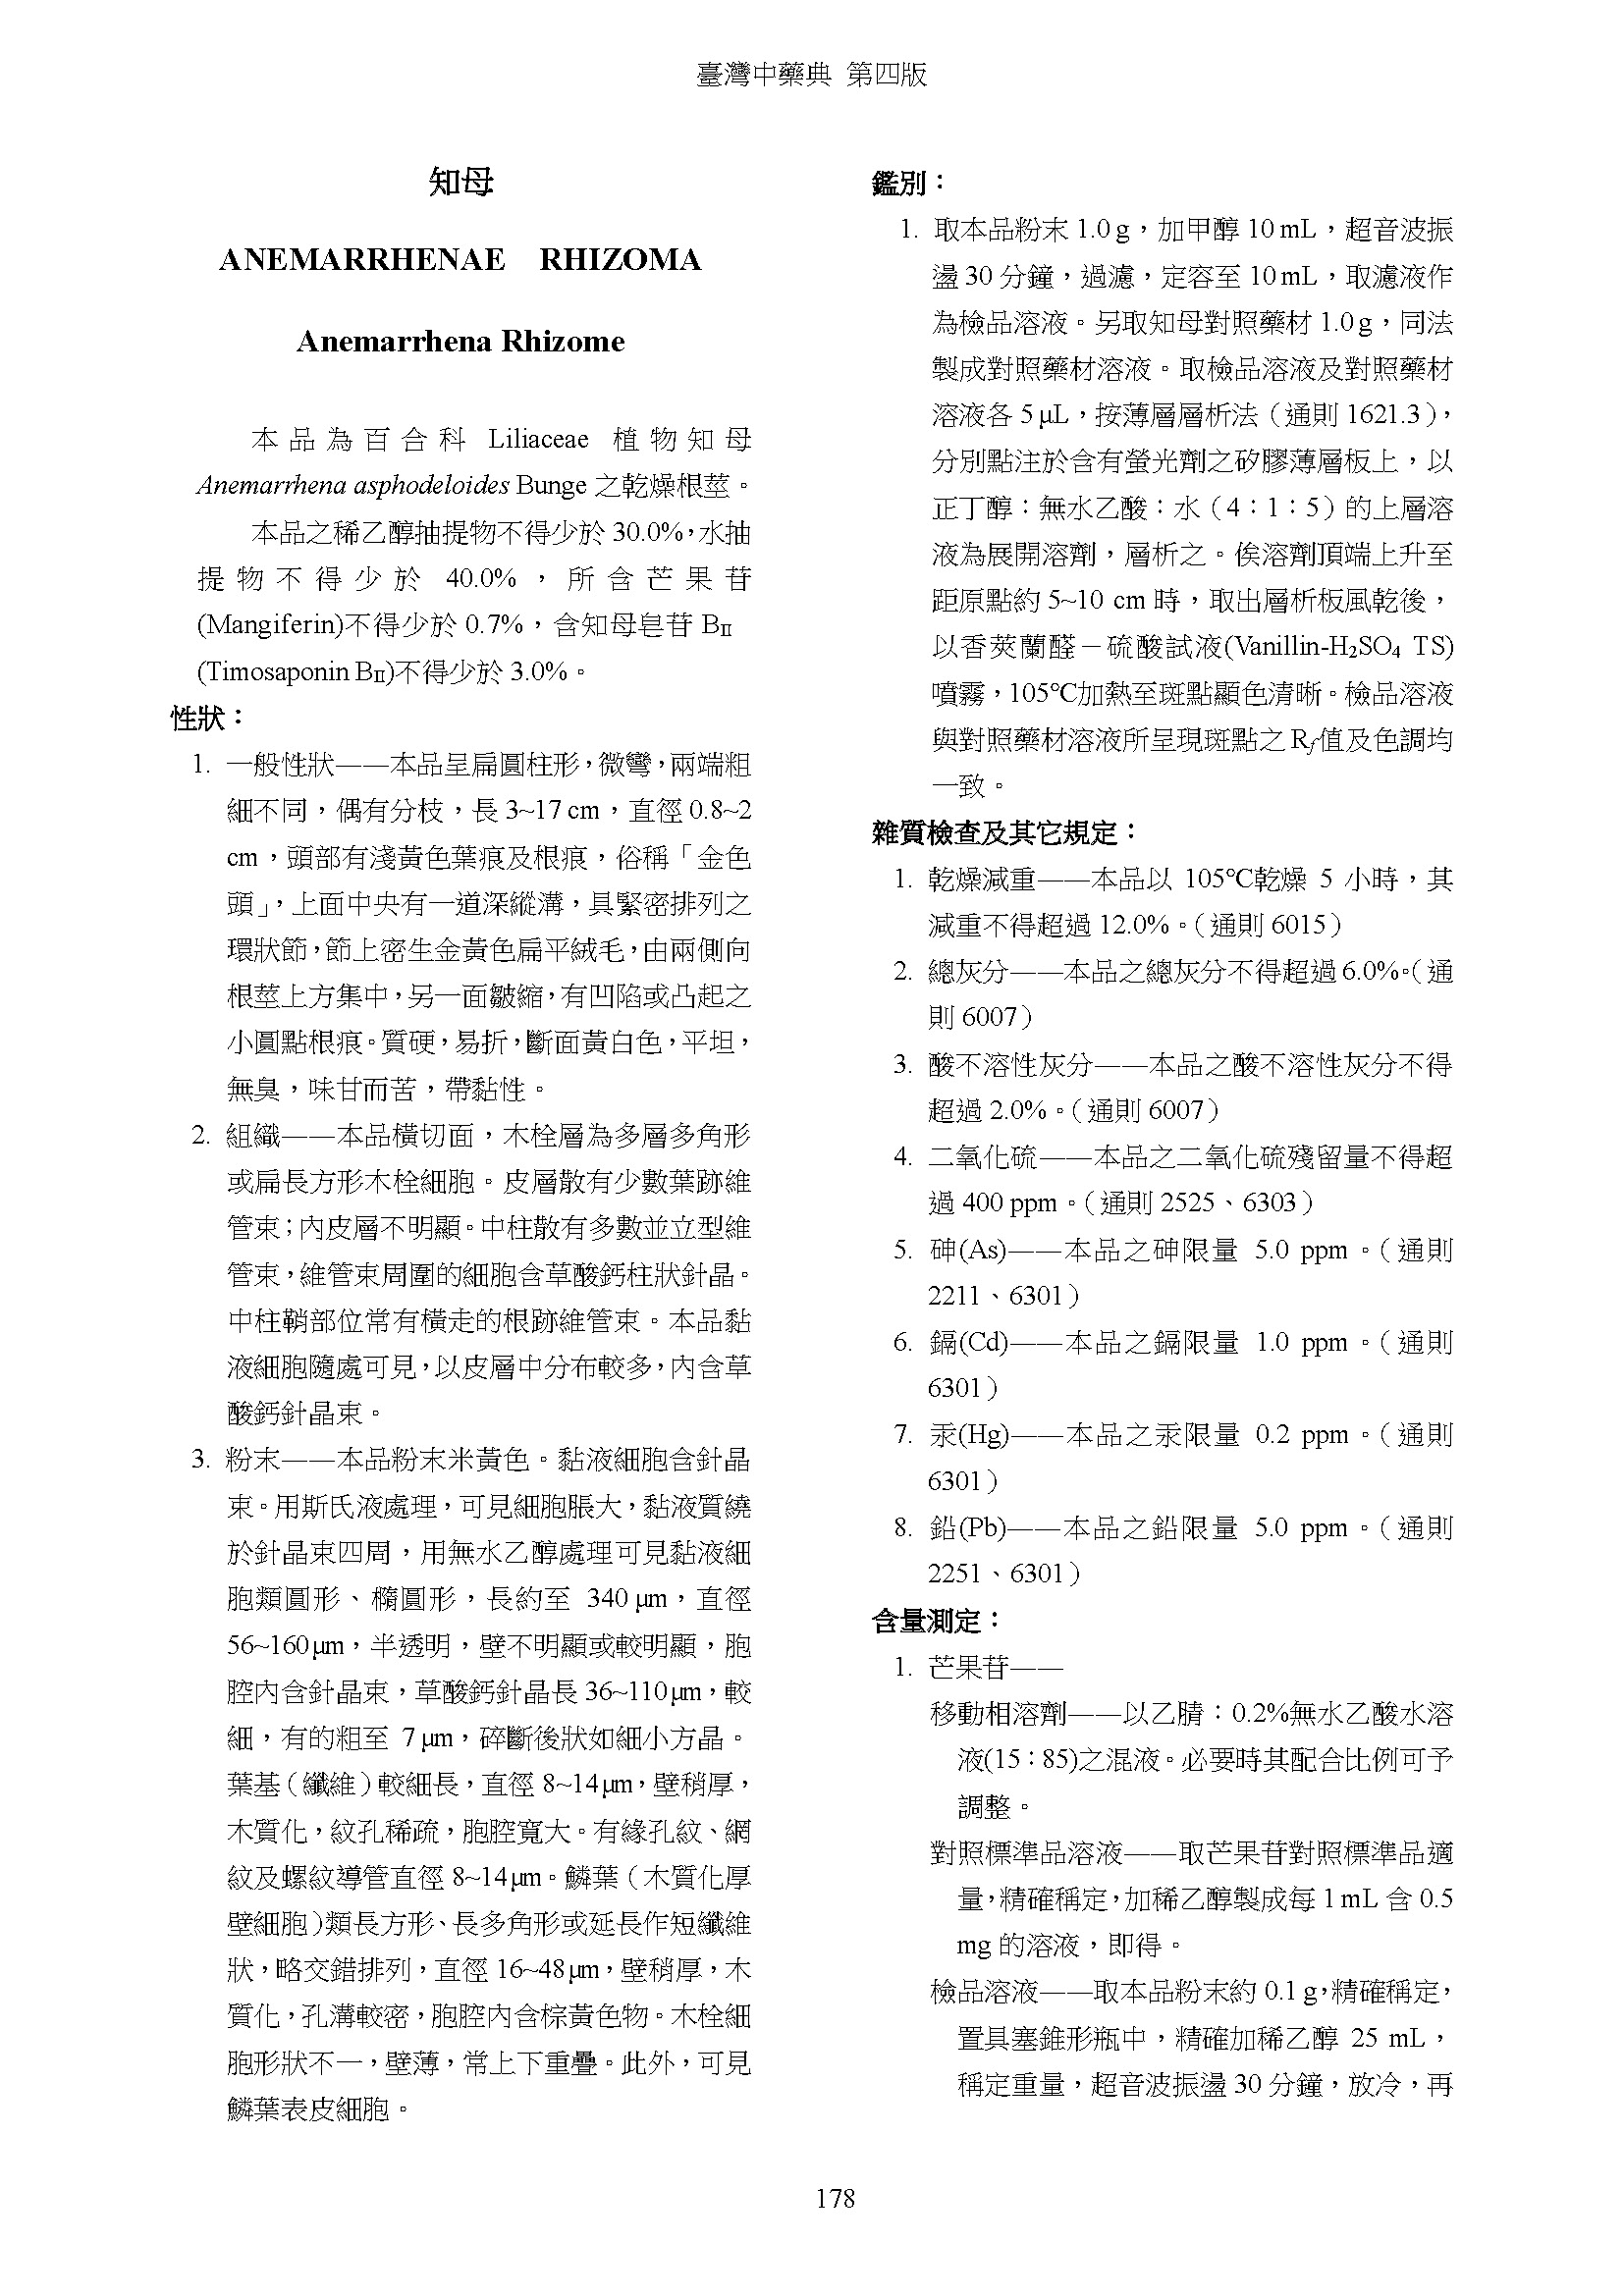 臺灣中藥典 第四版
知母
ANEMARRHENAE RHIZOMA
Anemarrhena Rhizome
本品為百合科 Liliaceae 植物知母
Anemarrhena asphodeloides Bunge 之乾燥根莖。
本品之稀乙醇抽提物不得少於 30.0%，水抽
提物不得少於 40.0%，所含芒果苷
(Mangiferin)不得少於 0.7%，含知母皂苷 BII
(Timosaponin BII)不得少於 3.0%。
性狀：
1. 一般性狀——本品呈扁圓柱形，微彎，兩端粗
細不同，偶有分枝，長 3~17 cm，直徑 0.8~2
cm，頭部有淺黃色葉痕及根痕，俗稱「金色
頭」，上面中央有一道深縱溝，具緊密排列之
環狀節，節上密生金黃色扁平絨毛，由兩側向
根莖上方集中，另一面皺縮，有凹陷或凸起之
小圓點根痕。質硬，易折，斷面黃白色，平坦，
無臭，味甘而苦，帶黏性。
2. 組織——本品橫切面，木栓層為多層多角形
或扁長方形木栓細胞。皮層散有少數葉跡維
管束；內皮層不明顯。中柱散有多數並立型維
管束，維管束周圍的細胞含草酸鈣柱狀針晶。
中柱鞘部位常有橫走的根跡維管束。本品黏
液細胞隨處可見，以皮層中分布較多，內含草
酸鈣針晶束。
3. 粉末——本品粉末米黃色。黏液細胞含針晶
束。用斯氏液處理，可見細胞脹大，黏液質繞
於針晶束四周，用無水乙醇處理可見黏液細
胞類圓形、橢圓形，長約至 340 μm，直徑
56~160 μm，半透明，壁不明顯或較明顯，胞
腔內含針晶束，草酸鈣針晶長 36~110 μm，較
細，有的粗至 7 μm，碎斷後狀如細小方晶。
葉基（纖維）較細長，直徑 8~14 μm，壁稍厚，
木質化，紋孔稀疏，胞腔寬大。有緣孔紋、網
紋及螺紋導管直徑 8~14 μm。鱗葉（木質化厚
壁細胞）類長方形、長多角形或延長作短纖維
狀，略交錯排列，直徑 16~48 μm，壁稍厚，木
質化，孔溝較密，胞腔內含棕黃色物。木栓細
胞形狀不一，壁薄，常上下重疊。此外，可見
鱗葉表皮細胞。
鑑別：
1. 取本品粉末 1.0 g，加甲醇 10 mL，超音波振
盪 30 分鐘，過濾，定容至 10 mL，取濾液作
為檢品溶液。另取知母對照藥材 1.0 g，同法
製成對照藥材溶液。取檢品溶液及對照藥材
溶液各 5 μL，按薄層層析法（通則 1621.3），
分別點注於含有螢光劑之矽膠薄層板上，以
正丁醇：無水乙酸：水（4：1：5）的上層溶
液為展開溶劑，層析之。俟溶劑頂端上升至
距原點約 5~10 cm 時，取出層析板風乾後，
以香莢蘭醛－硫酸試液(Vanillin-H₂SO₄ TS)
噴霧，105℃加熱至斑點顯色清晰。檢品溶液
與對照藥材溶液所呈現斑點之 Rf 值及色調均
一致。
雜質檢查及其它規定：
1. 乾燥減重——本品以 105℃乾燥 5 小時，其
減重不得超過 12.0%。（通則 6015）
2. 總灰分——本品之總灰分不得超過 6.0%。（通
則 6007）
3. 酸不溶性灰分——本品之酸不溶性灰分不得
超過 2.0%。（通則 6007）
4. 二氧化硫——本品之二氧化硫殘留量不得超
過 400 ppm。（通則 2525、6303）
5. 砷(As)——本品之砷限量 5.0 ppm。（通則
2211、6301）
6. 鎘(Cd)——本品之鎘限量 1.0 ppm。（通則
6301）
7. 汞(Hg)——本品之汞限量 0.2 ppm。（通則
6301）
8. 鉛(Pb)——本品之鉛限量 5.0 ppm。（通則
2251、6301）
含量測定：
1. 芒果苷——
移動相溶劑——以乙腈：0.2%無水乙酸水溶
液(15：85)之混液。必要時其配合比例可予
調整。
對照標準品溶液——取芒果苷對照標準品適
量，精確稱定，加稀乙醇製成每 1 mL 含 0.5
mg 的溶液，即得。
檢品溶液——取本品粉末約 0.1 g，精確稱定，
置具塞錐形瓶中，精確加稀乙醇 25 mL，
稱定重量，超音波振盪 30 分鐘，放冷，再
178